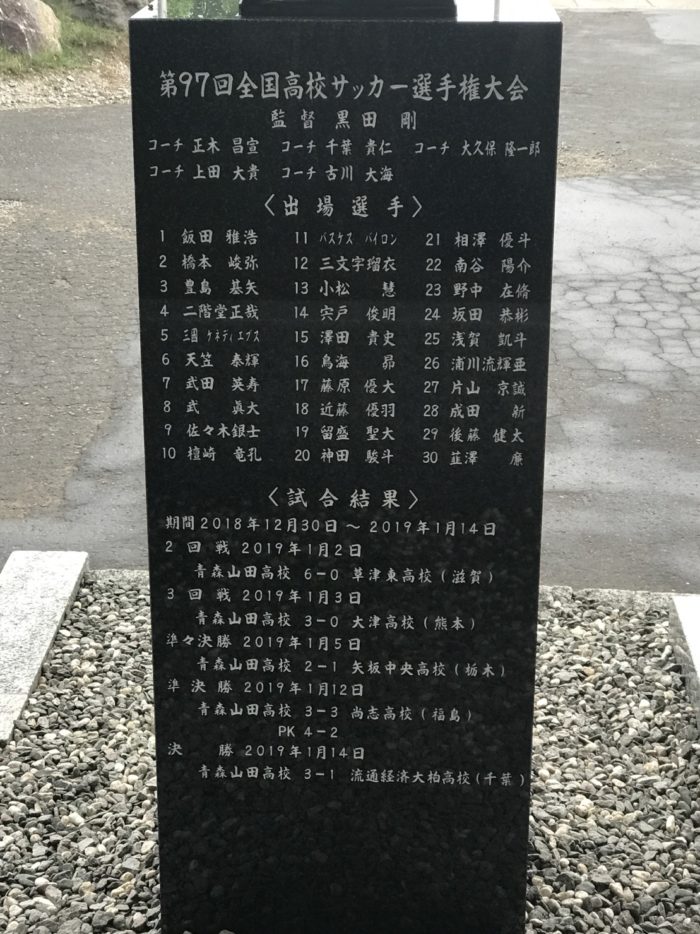 第97回全国高校サッカー選手権大会
監督 黒田 剛
コーチ 正木 昌宣 コーチ 千葉 貴仁 コーチ 大久保 隆一郎
コーチ 上田 大貴 コーチ 古川 大海
〈出場選手〉
1 飯田 雅浩 11 バスケス バイロン 21 相澤 優斗
2 橋本 峻弥 12 三文字瑠衣 22 南谷 陽介
3 豊島 基矢 13 小松 慧 23 野中 在脩
4 二階堂正哉 14 宍戸 俊明 24 坂田 恭彬
5 三國 ケネディエブス 15 澤田 貴史 25 浅賀 凱斗
6 天笠 泰輝 16 鳥海 昴 26 浦川流輝亜
7 武田 英寿 17 藤原 優大 27 片山 京誠
8 武 眞大 18 近藤 優羽 28 成田 新
9 佐々木銀士 19 留盛 聖大 29 後藤 健太
10 檀崎 竜孔 20 神田 駿斗 30 韮澤 廉
〈試合結果〉
期間2018年12月30日～2019年1月14日
2回戦 2019年1月2日
青森山田高校 6-0 草津東高校(滋賀)
3回戦 2019年1月3日
青森山田高校 3-0 大津高校(熊本)
準々決勝 2019年1月5日
青森山田高校 2-1 矢板中央高校(栃木)
準決勝 2019年1月12日
青森山田高校 3-3 尚志高校(福島)
PK 4-2
決勝 2019年1月14日
青森山田高校 3-1 流通経済大柏高校(千葉)